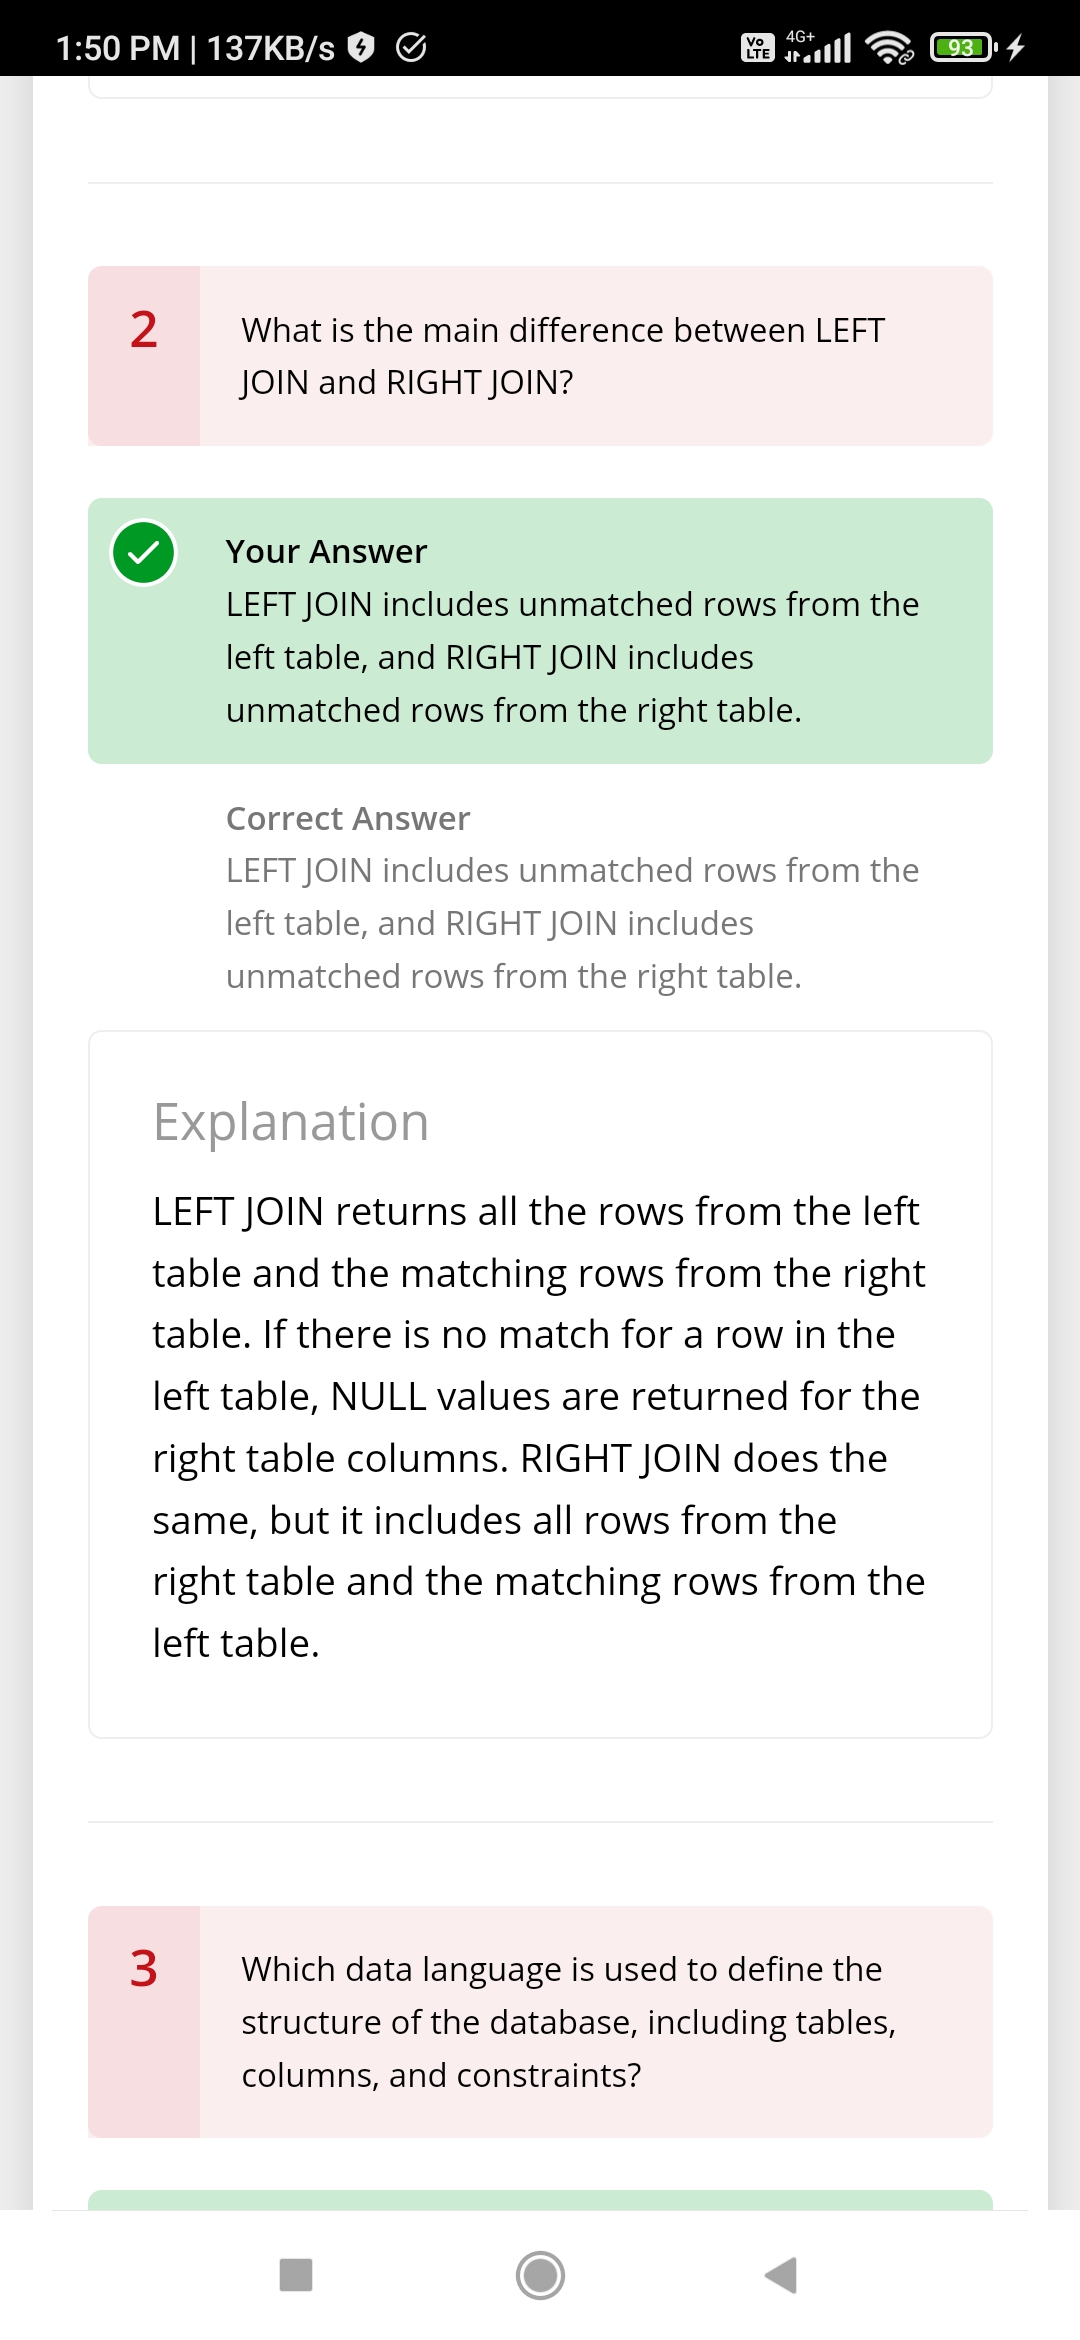 1:50 PM | 137KB/s
Vo LTE 4G+ 93
2
What is the main difference between LEFT
JOIN and RIGHT JOIN?
Your Answer
LEFT JOIN includes unmatched rows from the
left table, and RIGHT JOIN includes
unmatched rows from the right table.
Correct Answer
LEFT JOIN includes unmatched rows from the
left table, and RIGHT JOIN includes
unmatched rows from the right table.
Explanation
LEFT JOIN returns all the rows from the left
table and the matching rows from the right
table. If there is no match for a row in the
left table, NULL values are returned for the
right table columns. RIGHT JOIN does the
same, but it includes all rows from the
right table and the matching rows from the
left table.
3
Which data language is used to define the
structure of the database, including tables,
columns, and constraints?